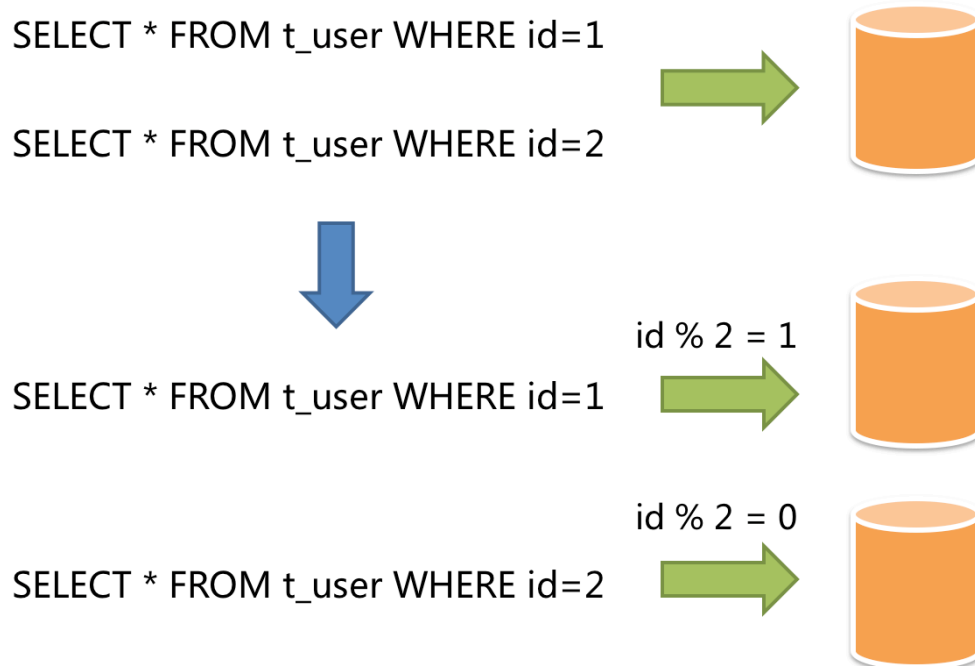 SELECT * FROM t_user WHERE id=1
SELECT * FROM t_user WHERE id=2
id % 2 = 1
SELECT * FROM t_user WHERE id=1
id % 2 = 0
SELECT * FROM t_user WHERE id=2